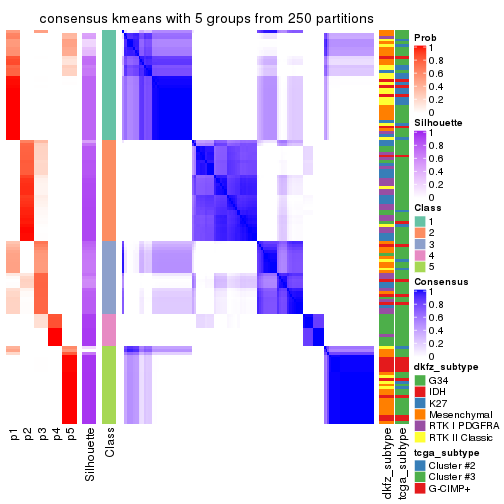 consensus kmeans with 5 groups from 250 partitions
Prob
1
0.8
0.6
0.4
0.2
0
Silhouette
1
0.8
0.6
0.4
0.2
0
Class
1
2
3
4
5
Consensus
1
0.8
0.6
0.4
0.2
0
dkfz_subtype
G34
IDH
K27
Mesenchymal
RTK I PDGFRA
RTK II Classic
tcga_subtype
Cluster #2
Cluster #3
G-CIMP+
p1
p2
p3
p4
p5
Silhouette
Class
dkfz_subtype
tcga_subtype